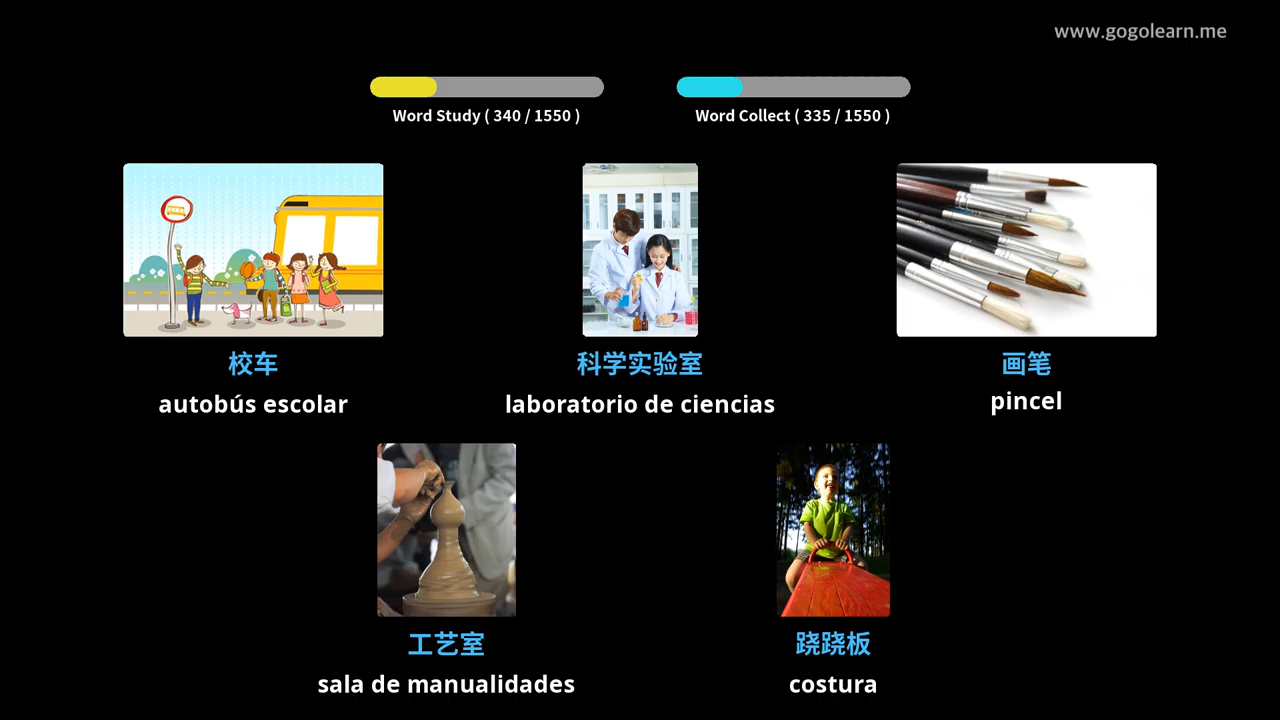 www.gogolearn.me
Word Study ( 340 / 1550 )
Word Collect ( 335 / 1550 )
校车
科学实验室
画笔
autobús escolar
laboratorio de ciencias
pincel
工艺室
跷跷板
sala de manualidades
costura